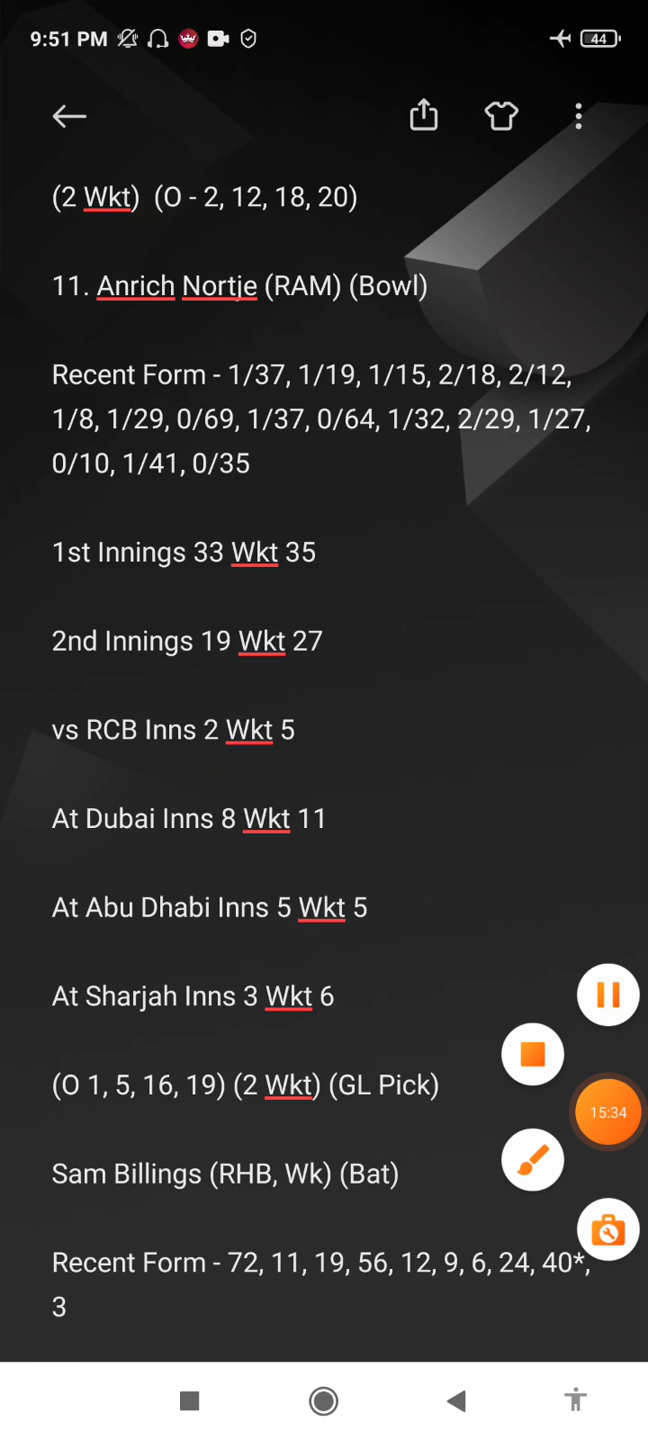 9:51 PM
44
(2 Wkt) (O - 2, 12, 18, 20)
11. Anrich Nortje (RAM) (Bowl)
Recent Form - 1/37, 1/19, 1/15, 2/18, 2/12,
1/8, 1/29, 0/69, 1/37, 0/64, 1/32, 2/29, 1/27,
0/10, 1/41, 0/35
1st Innings 33 Wkt 35
2nd Innings 19 Wkt 27
vs RCB Inns 2 Wkt 5
At Dubai Inns 8 Wkt 11
At Abu Dhabi Inns 5 Wkt 5
At Sharjah Inns 3 Wkt 6
(O 1, 5, 16, 19) (2 Wkt) (GL Pick)
15:34
Sam Billings (RHB, Wk) (Bat)
Recent Form - 72, 11, 19, 56, 12, 9, 6, 24, 40*,
3